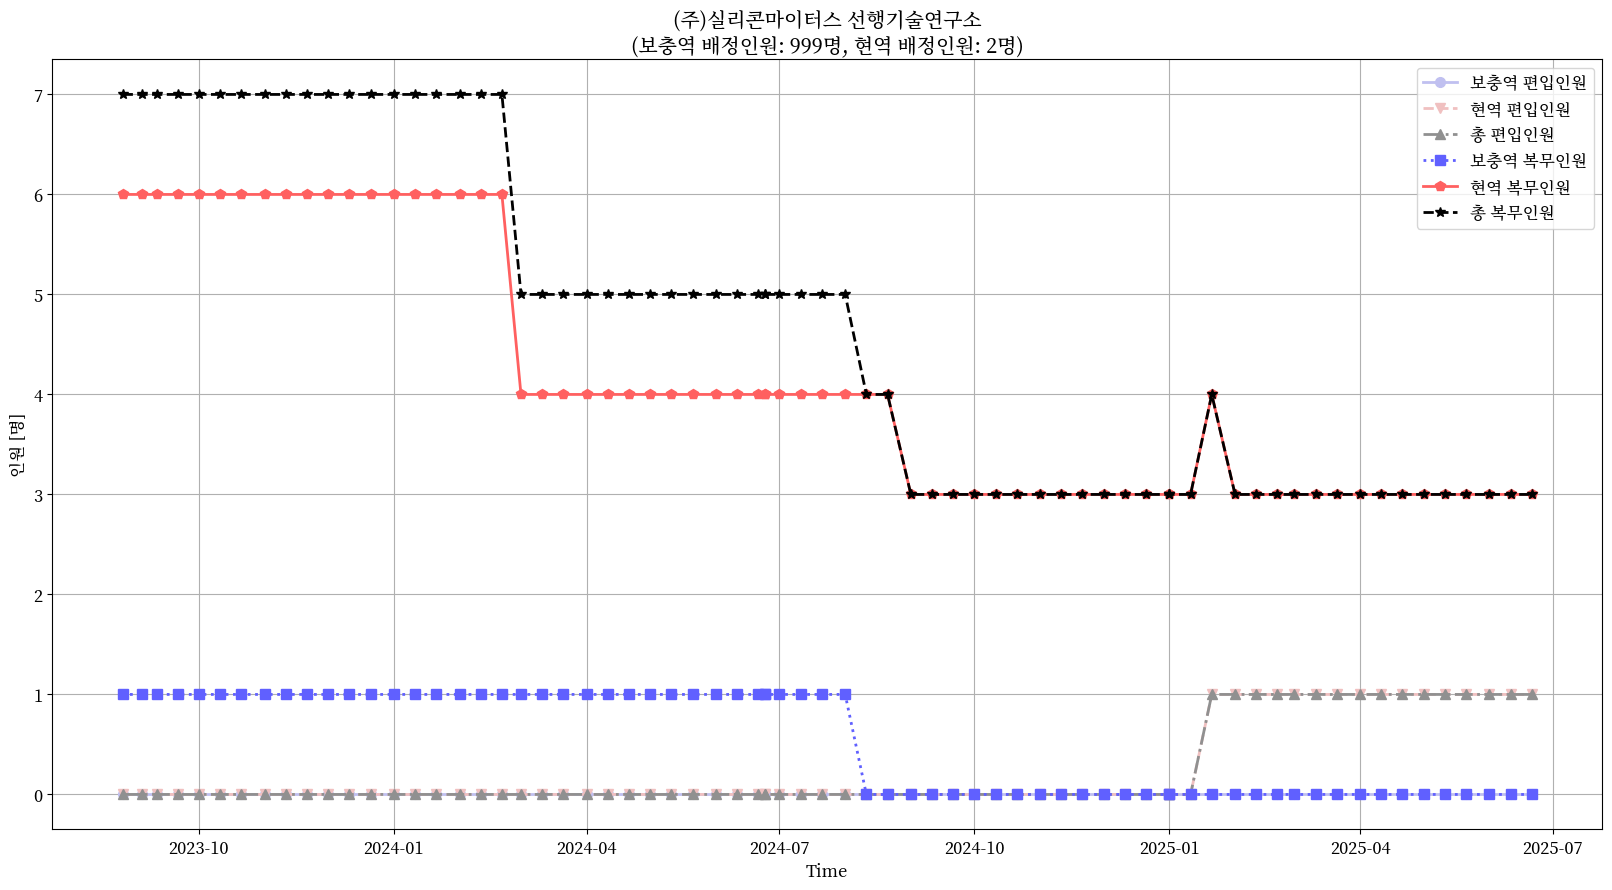 (주)실리콘마이터스 선행기술연구소
(보충역 배정인원: 999명, 현역 배정인원: 2명)
보충역 편입인원
현역 편입인원
총 편입인원
보충역 복무인원
현역 복무인원
총 복무인원
인원 [명]
7
6
5
4
3
2
1
0
2023-10
2024-01
2024-04
2024-07
2024-10
2025-01
2025-04
2025-07
Time